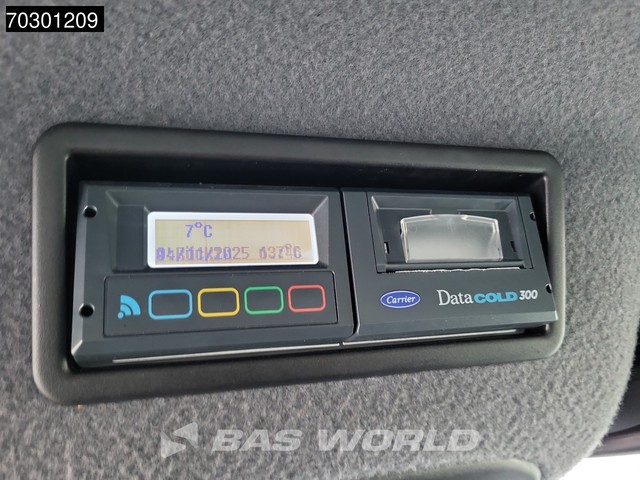 70301209
7°C
Carrier
DataCOLD 300
BAS WORLD